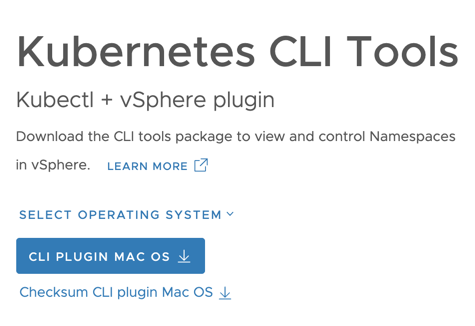 Kubernetes CLI Tools
Kubectl + vSphere plugin
Download the CLI tools package to view and control Namespaces
in vSphere. LEARN MORE
SELECT OPERATING SYSTEM
CLI PLUGIN MAC OS
Checksum CLI plugin Mac OS